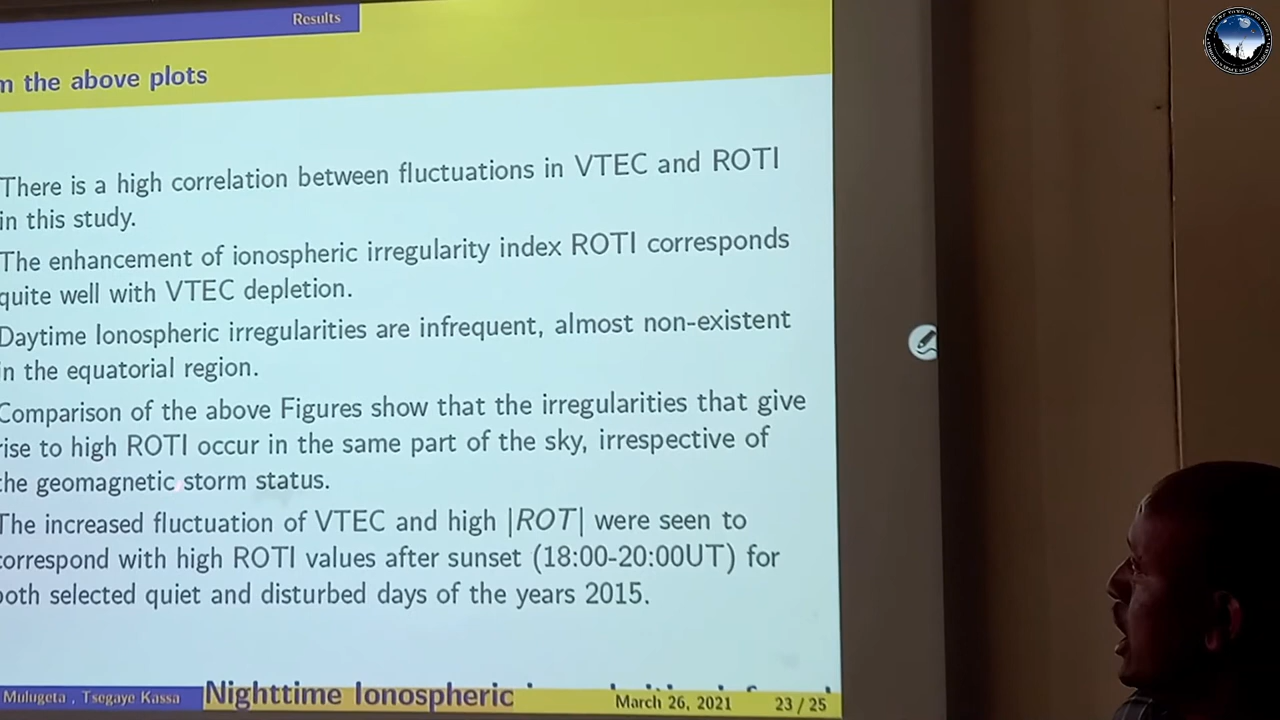 Results
the above plots
There is a high correlation between fluctuations in VTEC and ROTI
in this study.
The enhancement of ionospheric irregularity index ROTI corresponds
quite well with VTEC depletion.
Daytime Ionospheric irregularities are infrequent, almost non-existent
in the equatorial region.
Comparison of the above Figures show that the irregularities that give
rise to high ROTI occur in the same part of the sky, irrespective of
the geomagnetic storm status.
The increased fluctuation of VTEC and high |ROT| were seen to
correspond with high ROTI values after sunset (18:00-20:00UT) for
both selected quiet and disturbed days of the years 2015.
Mulugeta , Tsegaye Kassa Nighttime Ionospheric March 26, 2021 23 / 25